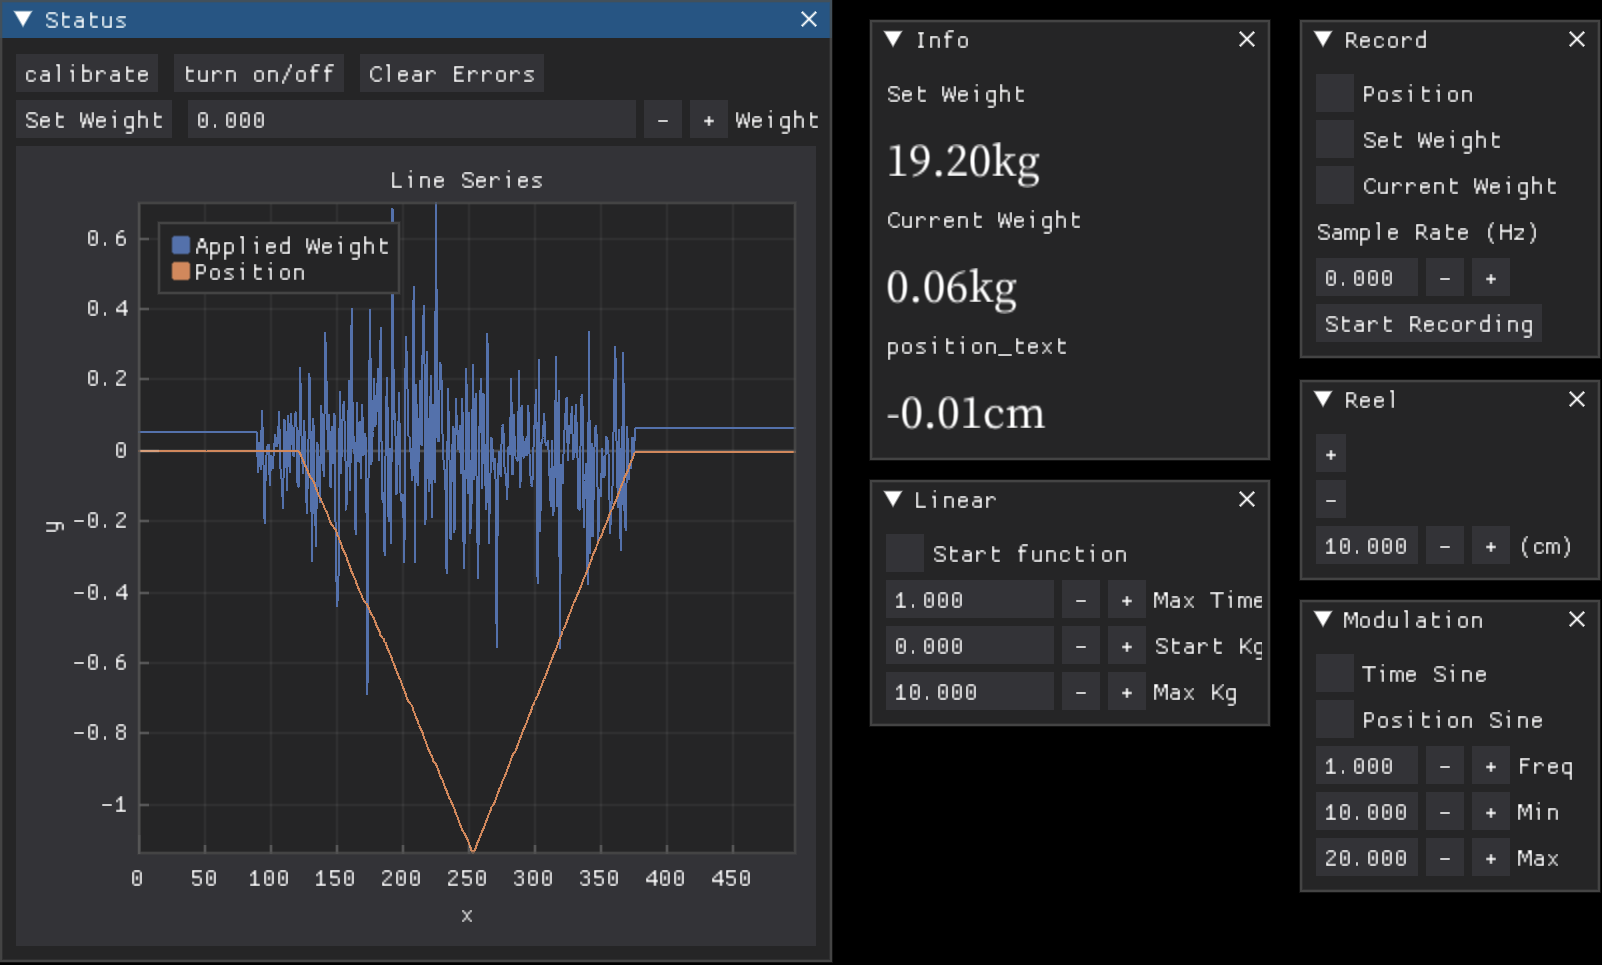 Status
calibrate turn on/off Clear Errors
Set Weight 0.000 - + Weight
Line Series
Applied Weight
Position
0.6
0.4
0.2
0
-0.2
-0.4
-0.6
-0.8
-1
y
0 50 100 150 200 250 300 350 400 450
x
Info
Set Weight
19.20kg
Current Weight
0.06kg
position_text
-0.01cm
Linear
Start function
1.000 - + Max Time
0.000 - + Start Kg
10.000 - + Max Kg
Record
Position
Set Weight
Current Weight
Sample Rate (Hz)
0.000 - +
Start Recording
Reel
+
-
10.000 - + (cm)
Modulation
Time Sine
Position Sine
1.000 - + Freq
10.000 - + Min
20.000 - + Max